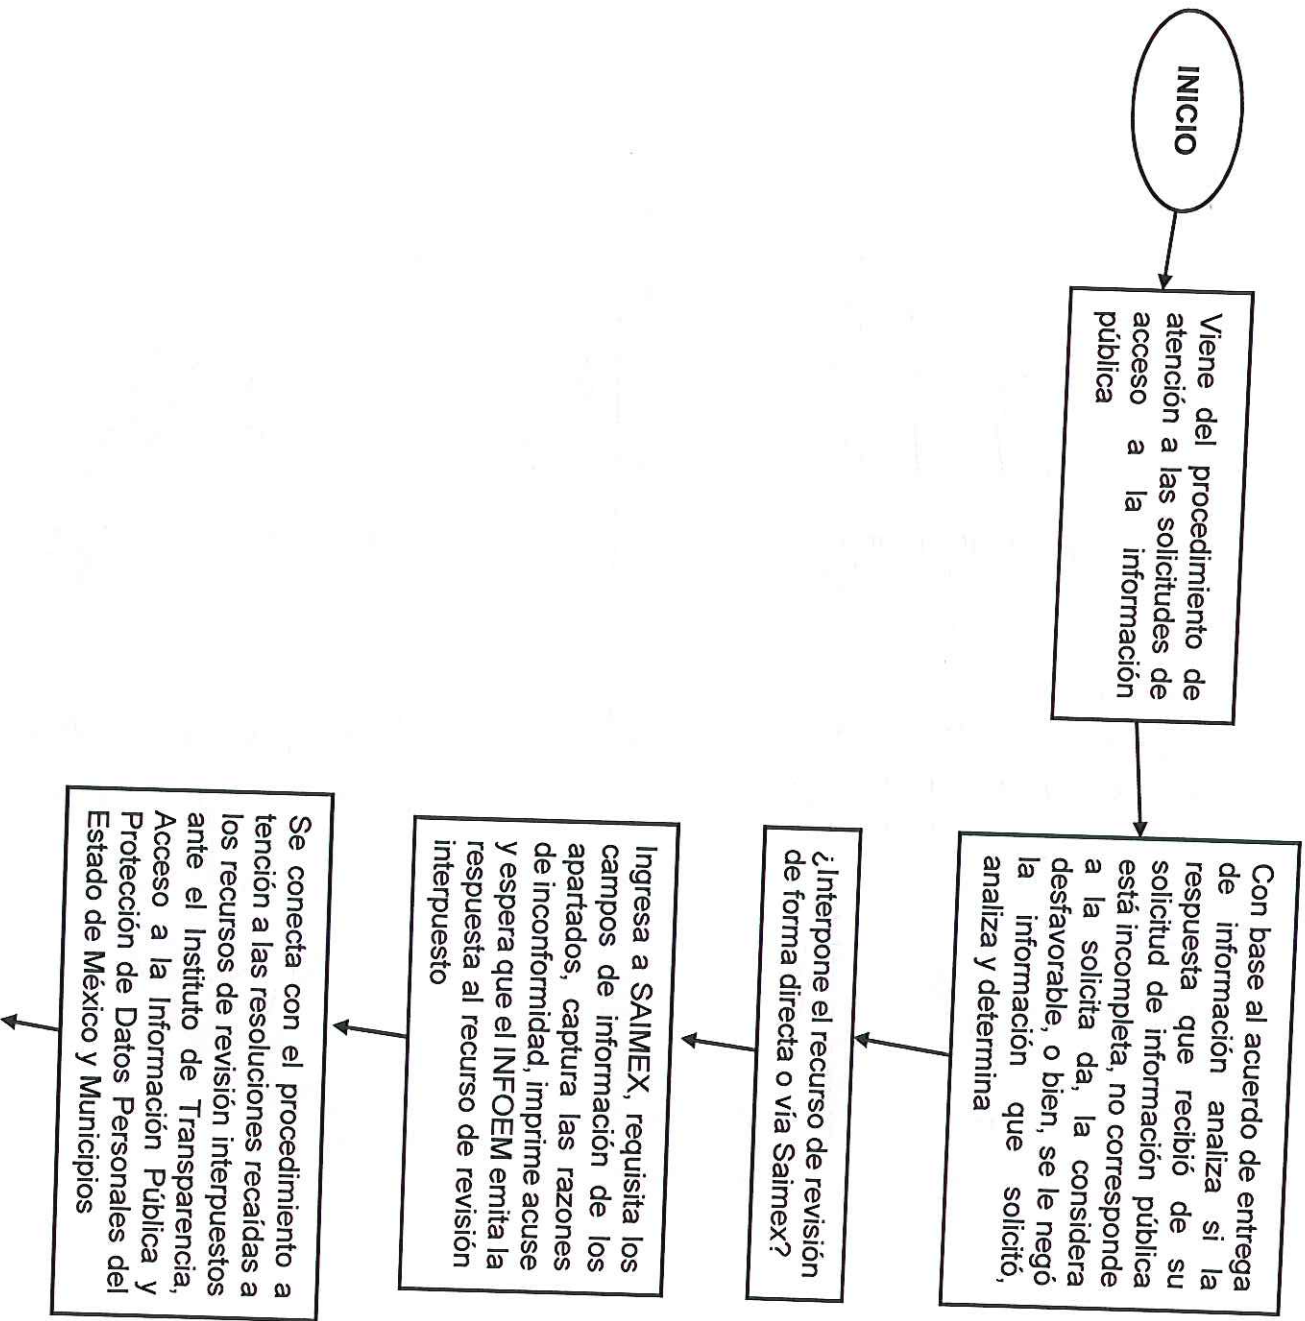 INICIO
Viene del procedimiento de
atención a las solicitudes de
acceso a la información
pública
Con base al acuerdo de entrega
de información analiza si la
respuesta que recibió de su
solicitud de información pública
está incompleta, no corresponde
a la solicita da, la considera
desfavorable, o bien, se le negó
la información que solicitó,
analiza y determina
¿Interpone el recurso de revisión
de forma directa o vía Saimex?
Ingresa a SAIMEX, requisita los
campos de información de los
apartados, captura las razones
de inconformidad, imprime acuse
y espera que el INFOEM emita la
respuesta al recurso de revisión
interpuesto
Se conecta con el procedimiento a
tención a las resoluciones recaídas a
los recursos de revisión interpuestos
ante el Instituto de Transparencia,
Acceso a la Información Pública y
Protección de Datos Personales del
Estado de México y Municipios